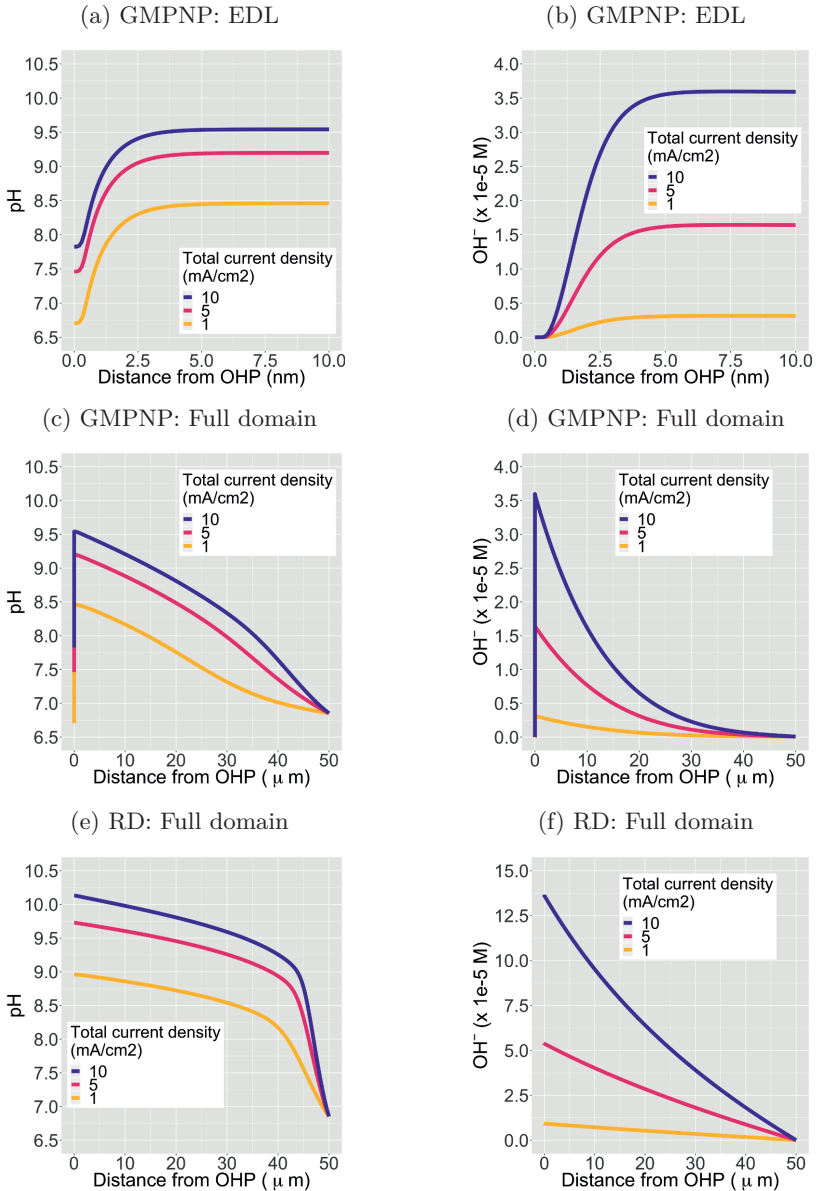 (a) GMPNP: EDL
10.5
10.0
9.5
9.0
8.5
8.0
7.5
7.0
6.5
pH
Total current density
(mA/cm2)
10
5
1
0.0 2.5 5.0 7.5 10.0
Distance from OHP (nm)
(b) GMPNP: EDL
4.0
3.5
3.0
2.5
2.0
1.5
1.0
0.5
0.0
OH⁻ (x 1e-5 M)
Total current density
(mA/cm2)
10
5
1
0.0 2.5 5.0 7.5 10.0
Distance from OHP (nm)
(c) GMPNP: Full domain
10.5
10.0
9.5
9.0
8.5
8.0
7.5
7.0
6.5
pH
Total current density
(mA/cm2)
10
5
1
0 10 20 30 40 50
Distance from OHP ( μ m)
(d) GMPNP: Full domain
4.0
3.5
3.0
2.5
2.0
1.5
1.0
0.5
0.0
OH⁻ (x 1e-5 M)
Total current density
(mA/cm2)
10
5
1
0 10 20 30 40 50
Distance from OHP ( μ m)
(e) RD: Full domain
10.5
10.0
9.5
9.0
8.5
8.0
7.5
7.0
6.5
pH
Total current density
(mA/cm2)
10
5
1
0 10 20 30 40 50
Distance from OHP ( μ m)
(f) RD: Full domain
15.0
12.5
10.0
7.5
5.0
2.5
0.0
OH⁻ (x 1e-5 M)
Total current density
(mA/cm2)
10
5
1
0 10 20 30 40 50
Distance from OHP ( μ m)